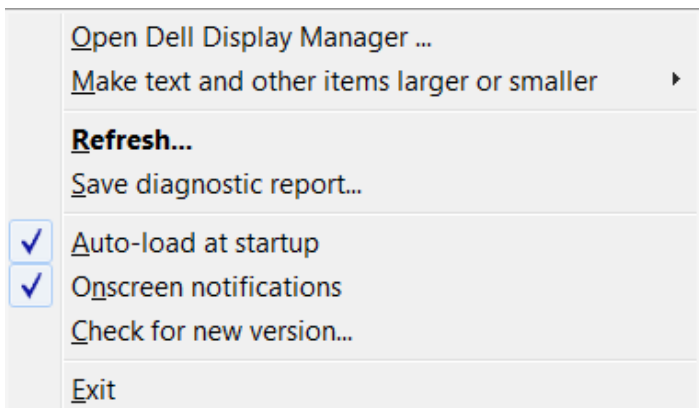 Open Dell Display Manager ...
Make text and other items larger or smaller
Refresh...
Save diagnostic report...
Auto-load at startup
Onscreen notifications
Check for new version...
Exit